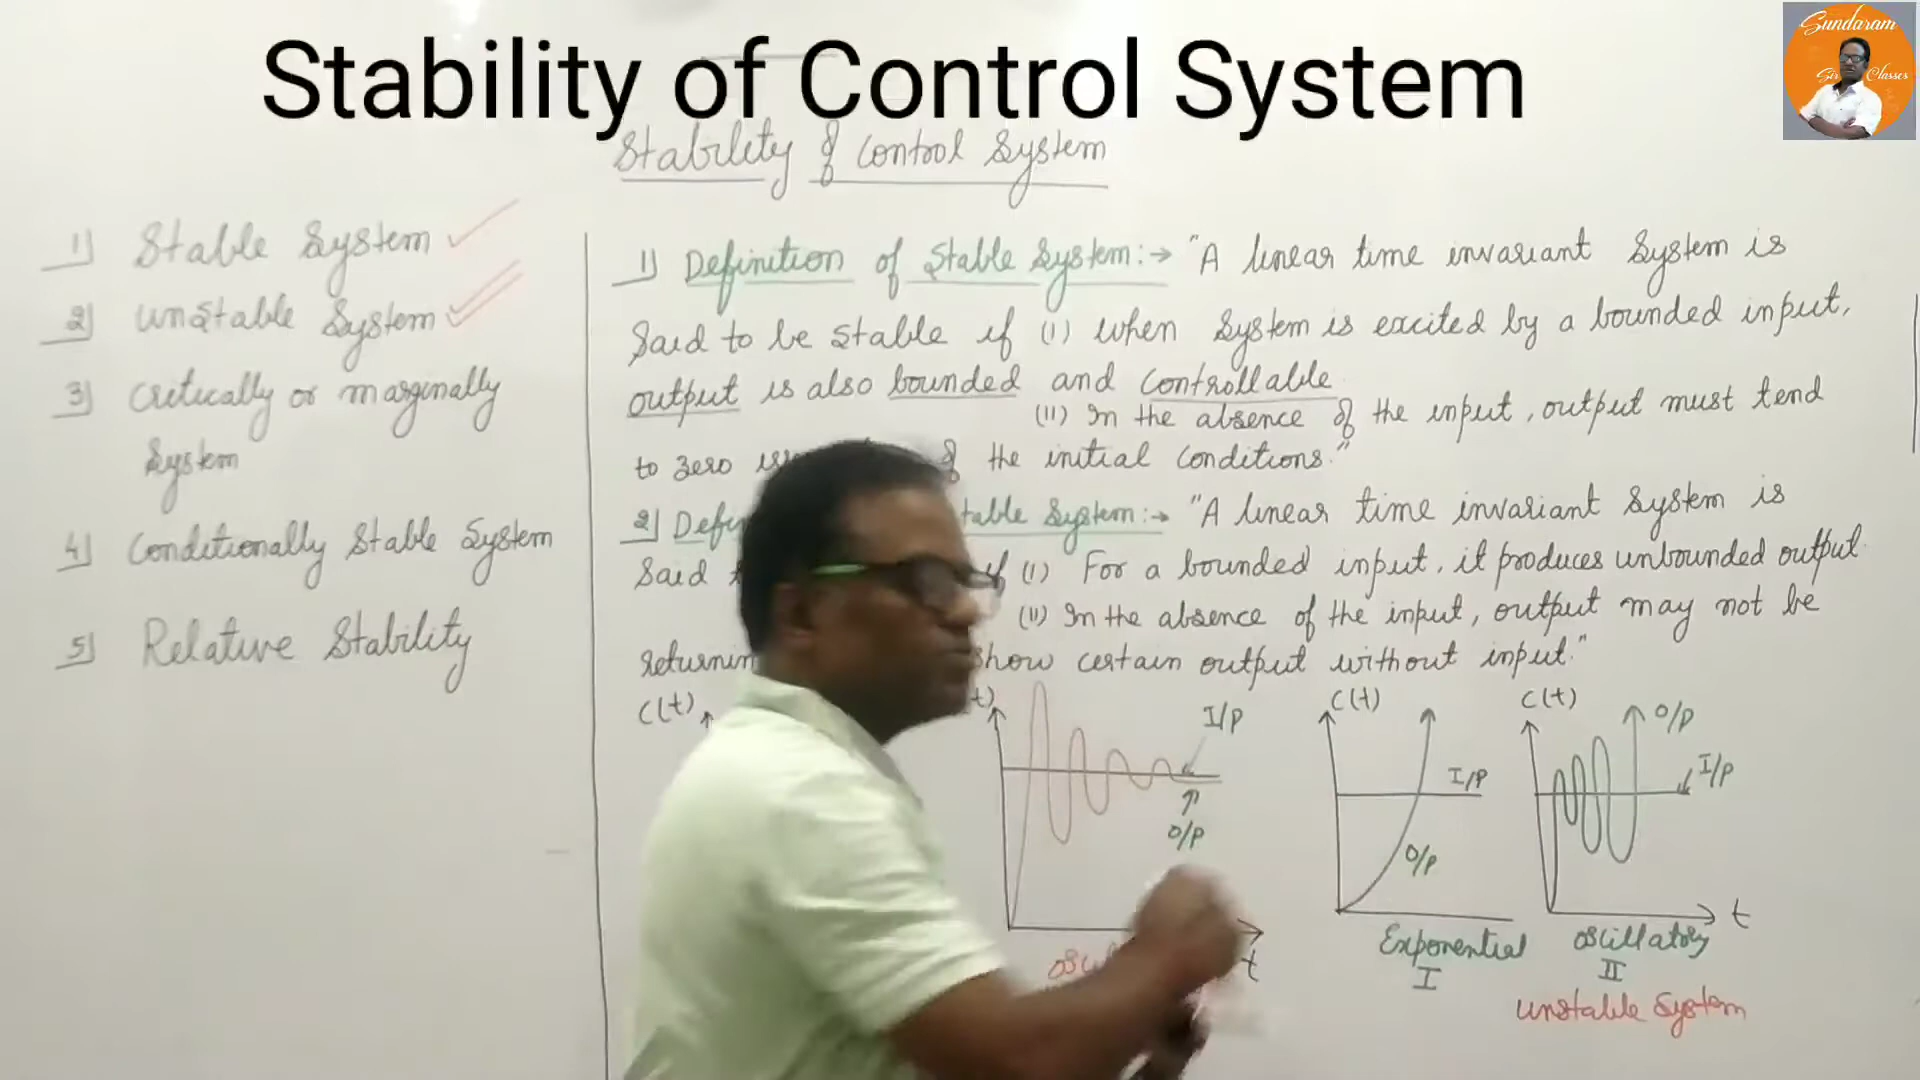 Stability of Control System
Sundaram
Sir Classes
Stability of Control System
1) Stable System
2) Unstable System
3) Critically or marginally
System
4) Conditionally Stable System
5) Relative Stability
1) Definition of Stable System:→ "A linear time invariant System is
Said to be Stable if (I) when System is excited by a bounded input,
output is also bounded and Controllable.
(II) In the absence of the input, output must tend
to zero of the initial conditions."
2) table System:→ "A linear time invariant System is
Said if (I) For a bounded input, it produces unbounded output.
(II) In the absence of the input, output may not be
show certain output without input."
C(t)
I/P
O/P
t
C(t)
I/P
O/P
Exponential
I
C(t)
O/P
I/P
t
Oscillatory
II
Unstable System